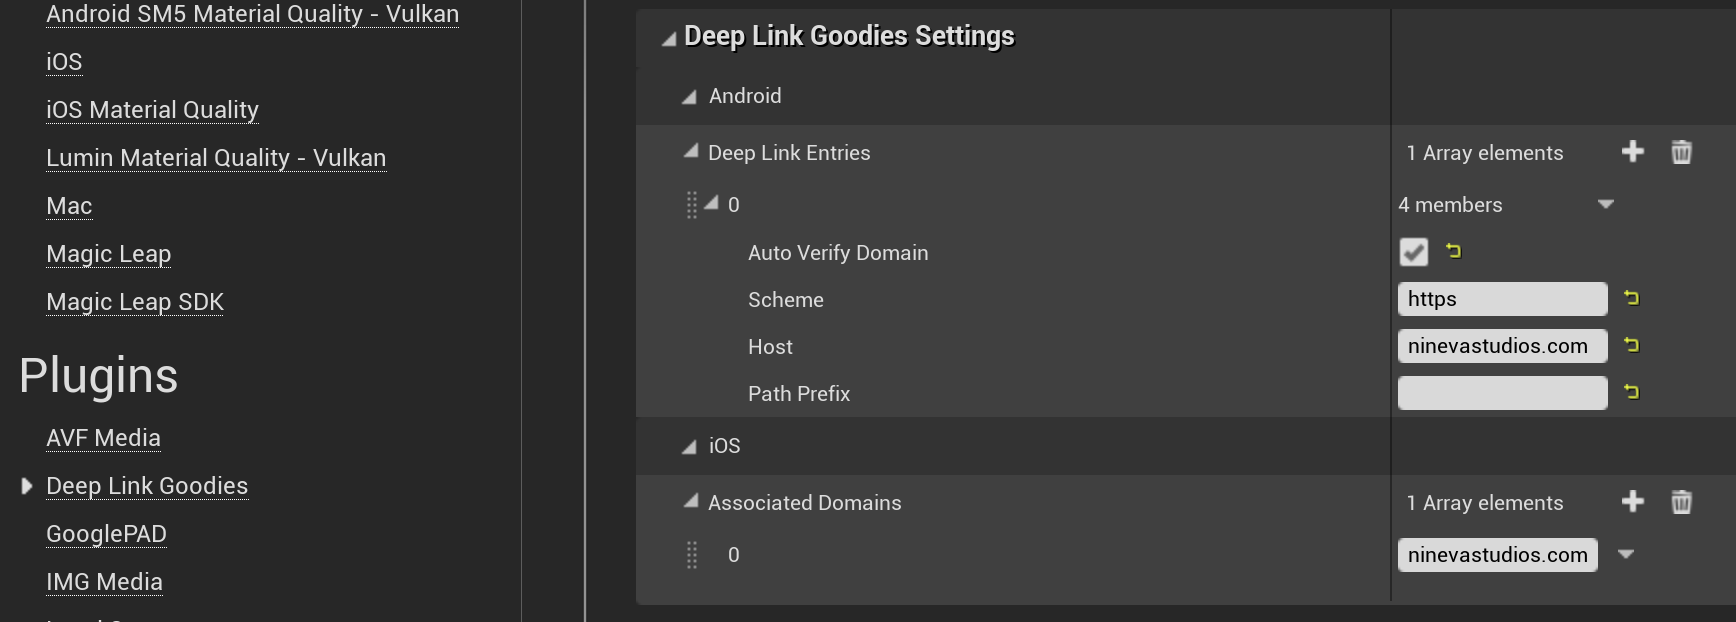 Android SM5 Material Quality - Vulkan
iOS
iOS Material Quality
Lumin Material Quality - Vulkan
Mac
Magic Leap
Magic Leap SDK
Plugins
AVF Media
Deep Link Goodies
GooglePAD
IMG Media
Deep Link Goodies Settings
Android
Deep Link Entries 1 Array elements
0 4 members
Auto Verify Domain
Scheme https
Host ninevastudios.com
Path Prefix
iOS
Associated Domains 1 Array elements
0 ninevastudios.com